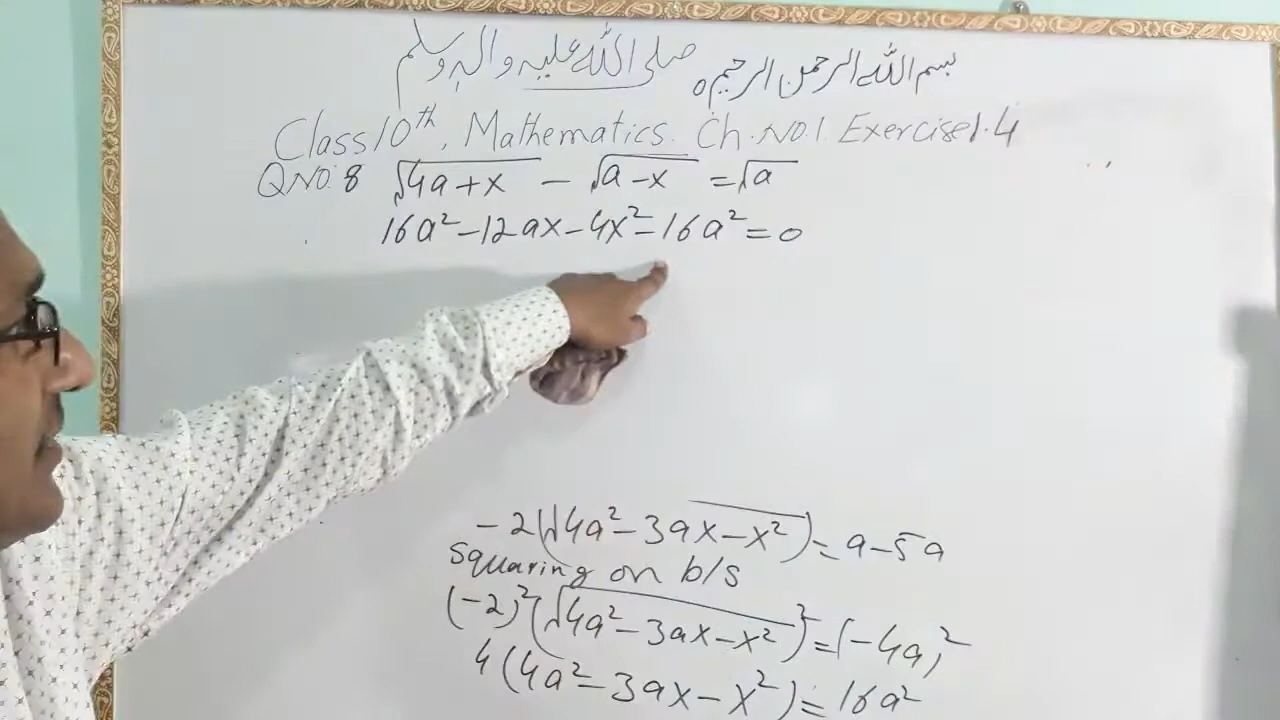 بسم اللہ الرحمن الرحیم ہ صلی اللہ علیہ والہ وسلم
Class 10th, Mathematics. Ch. No.1. Exercise 1.4
Q No: 8 √4a+x - √a-x = √a
16a²-12ax-4x²-16a²=0
-2(√4a²-3ax-x²)=a-5a
squaring on b/s
(-2)²(√4a²-3ax-x²)²=(-4a)²
4(4a²-3ax-x²)=16a²